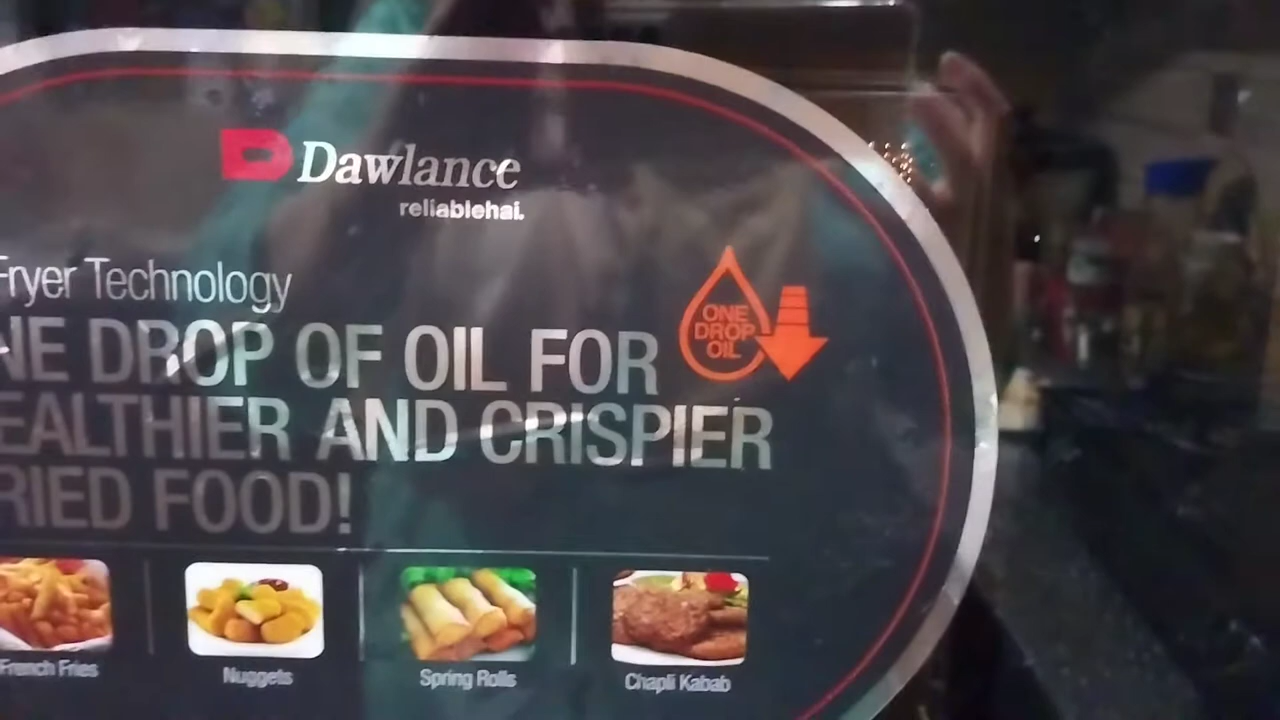 Dawlance
reliablehai.
Fryer Technology
NE DROP OF OIL FOR
EALTHIER AND CRISPIER
RIED FOOD!
ONE
DROP
OIL
French Fries
Nuggets
Spring Rolls
Chapli Kabab